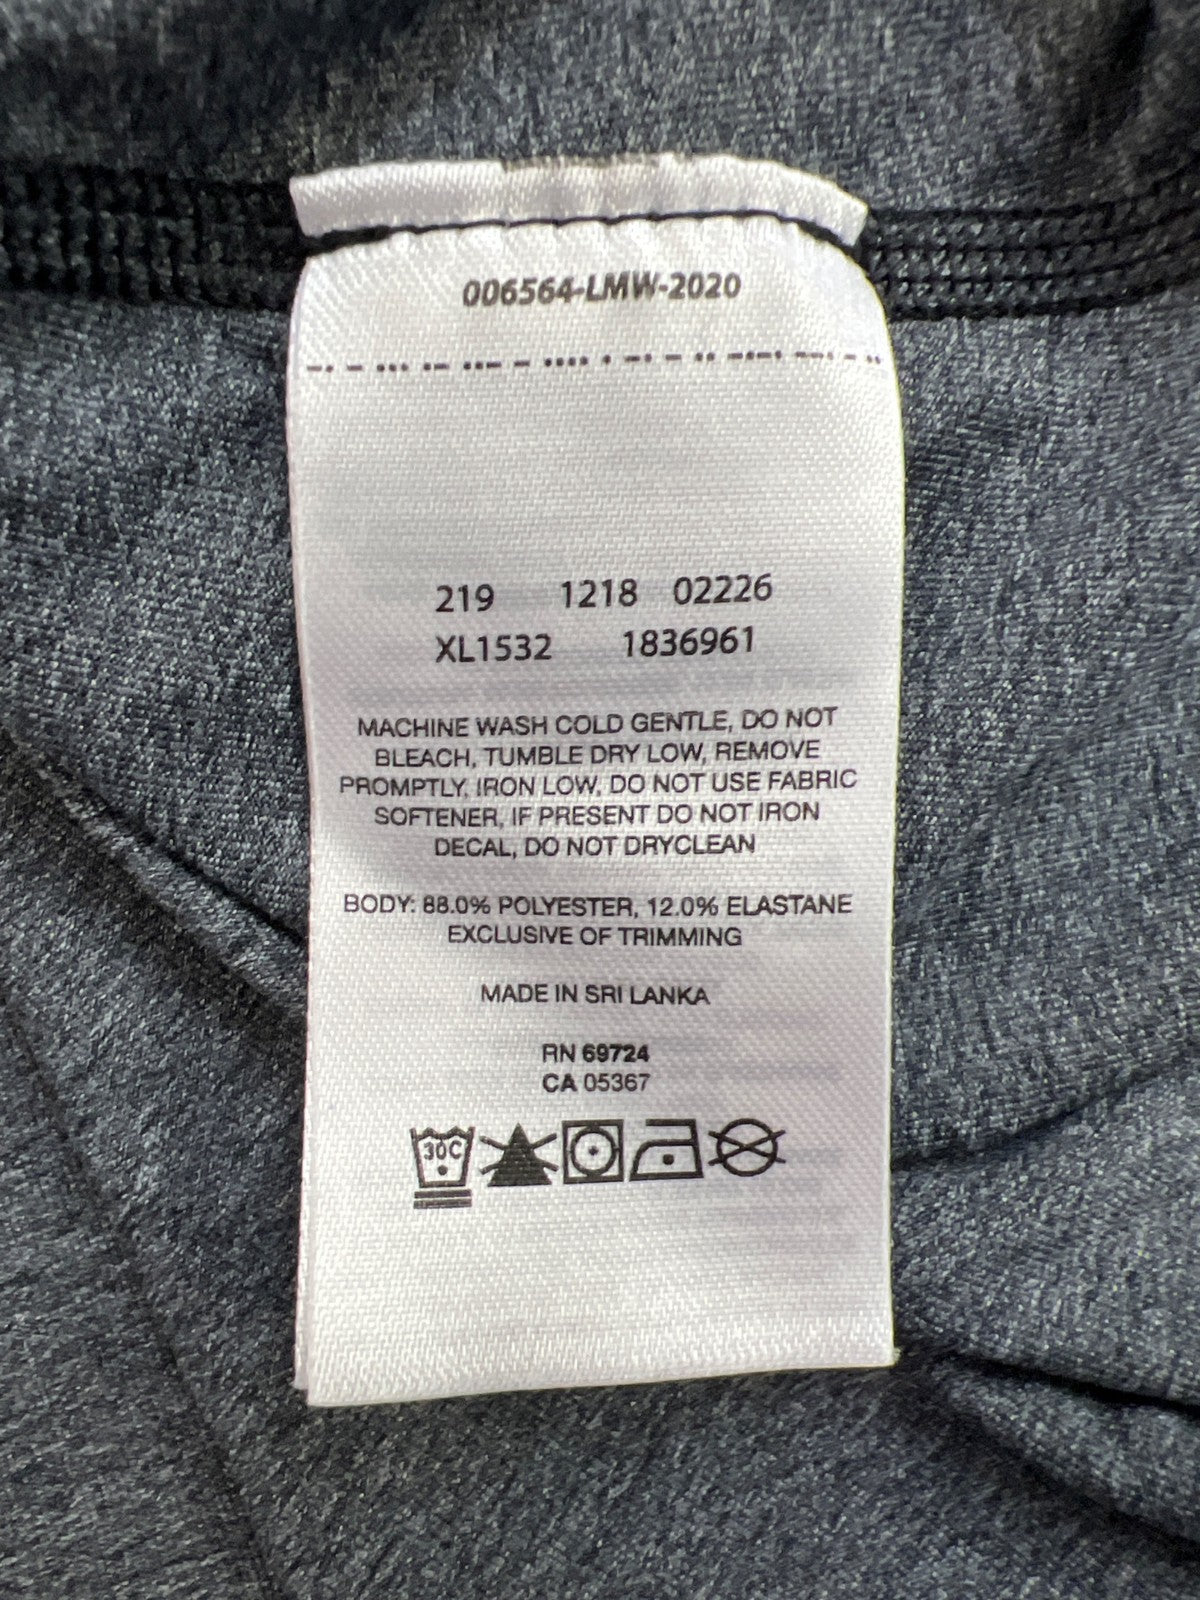 006564-LMW-2020
219 1218 02226
XL1532 1836961
MACHINE WASH COLD GENTLE, DO NOT
BLEACH, TUMBLE DRY LOW, REMOVE
PROMPTLY, IRON LOW, DO NOT USE FABRIC
SOFTENER, IF PRESENT DO NOT IRON
DECAL, DO NOT DRYCLEAN
BODY: 88.0% POLYESTER, 12.0% ELASTANE
EXCLUSIVE OF TRIMMING
MADE IN SRI LANKA
RN 69724
CA 05367
30C